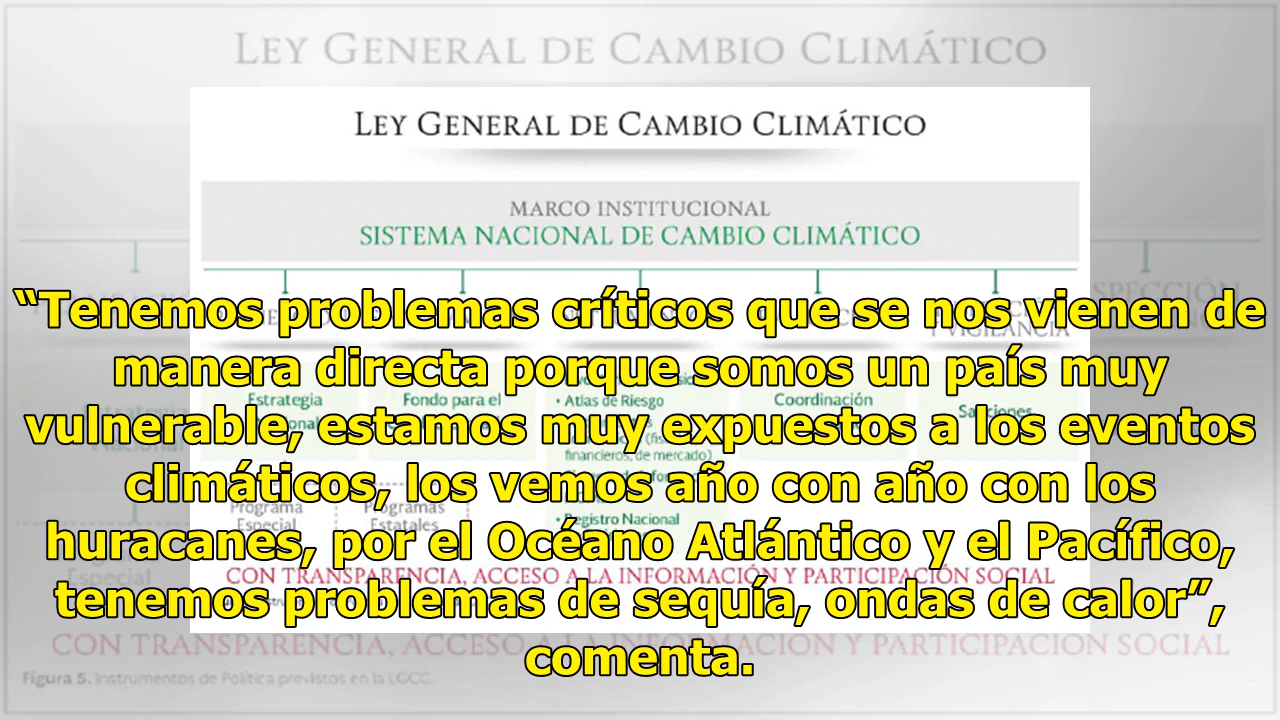 LEY GENERAL DE CAMBIO CLIMÁTICO
LEY GENERAL DE CAMBIO CLIMÁTICO
MARCO INSTITUCIONAL
SISTEMA NACIONAL DE CAMBIO CLIMÁTICO
“Tenemos problemas críticos que se nos vienen de
manera directa porque somos un país muy
vulnerable, estamos muy expuestos a los eventos
climáticos, los vemos año con año con los
huracanes, por el Océano Atlántico y el Pacífico,
tenemos problemas de sequía, ondas de calor”,
comenta.
Y VIGILANCIA
Estrategia
Fondo para el
• Atlas de Riesgo
Coordinación
Sanciones
financieros, de mercado)
Programa
Especial
Programas
Estatales
• Registro Nacional
CON TRANSPARENCIA, ACCESO A LA INFORMACIÓN Y PARTICIPACIÓN SOCIAL
CON TRANSPARENCIA, ACCESO A LA INFORMACIÓN Y PARTICIPACIÓN SOCIAL
Figura 5. Instrumentos de Política previstos en la LGCC.